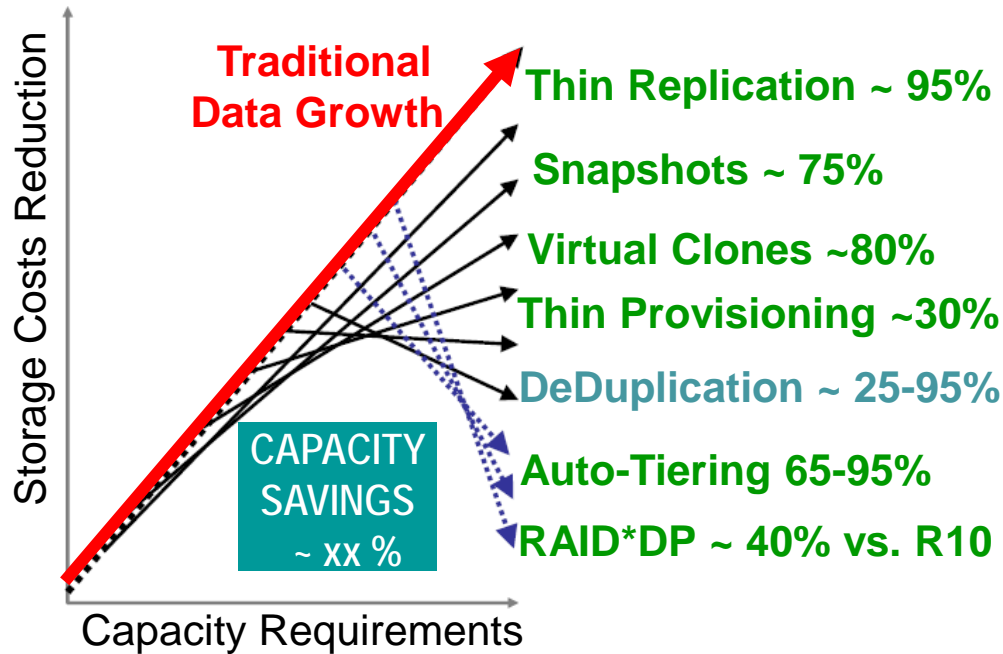 Storage Costs Reduction
Traditional
Data Growth
Thin Replication ~ 95%
Snapshots ~ 75%
Virtual Clones ~80%
Thin Provisioning ~30%
DeDuplication ~ 25-95%
Auto-Tiering 65-95%
RAID*DP ~ 40% vs. R10
CAPACITY
SAVINGS
~ xx %
Capacity Requirements